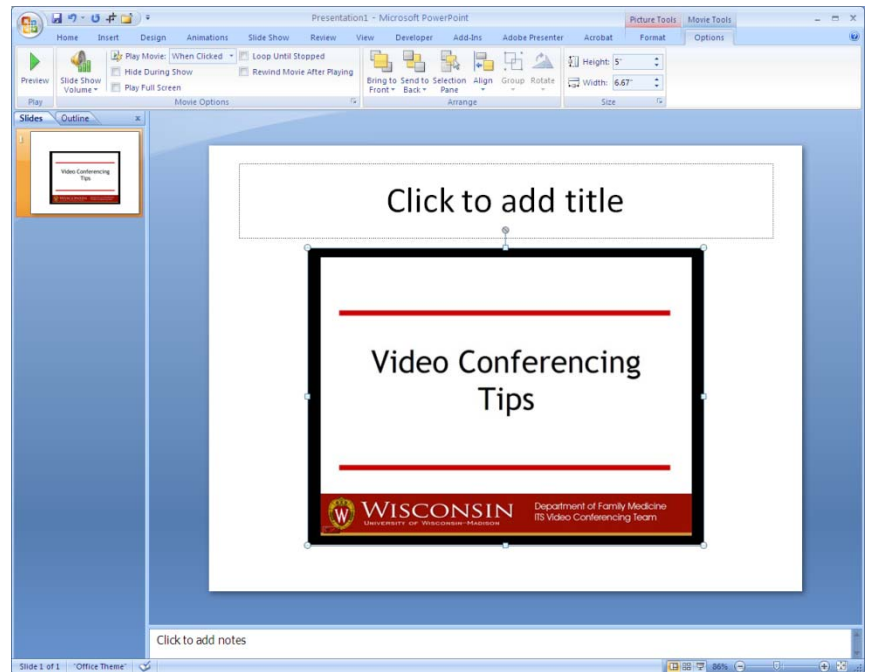 Presentation1 - Microsoft PowerPoint
Picture Tools
Movie Tools
Home Insert Design Animations Slide Show Review View Developer Add-Ins Adobe Presenter Acrobat Format Options
Preview
Slide Show Volume
Play Movie: When Clicked
Hide During Show
Play Full Screen
Loop Until Stopped
Rewind Movie After Playing
Bring to Front
Send to Back
Selection Pane
Align
Group
Rotate
Height: 5"
Width: 6.67"
Play
Movie Options
Arrange
Size
Slides Outline
1
Video Conferencing
Tips
Click to add title
Video Conferencing
Tips
WISCONSIN
UNIVERSITY OF WISCONSIN–MADISON
Department of Family Medicine
ITS Video Conferencing Team
Click to add notes
Slide 1 of 1 "Office Theme" 86%